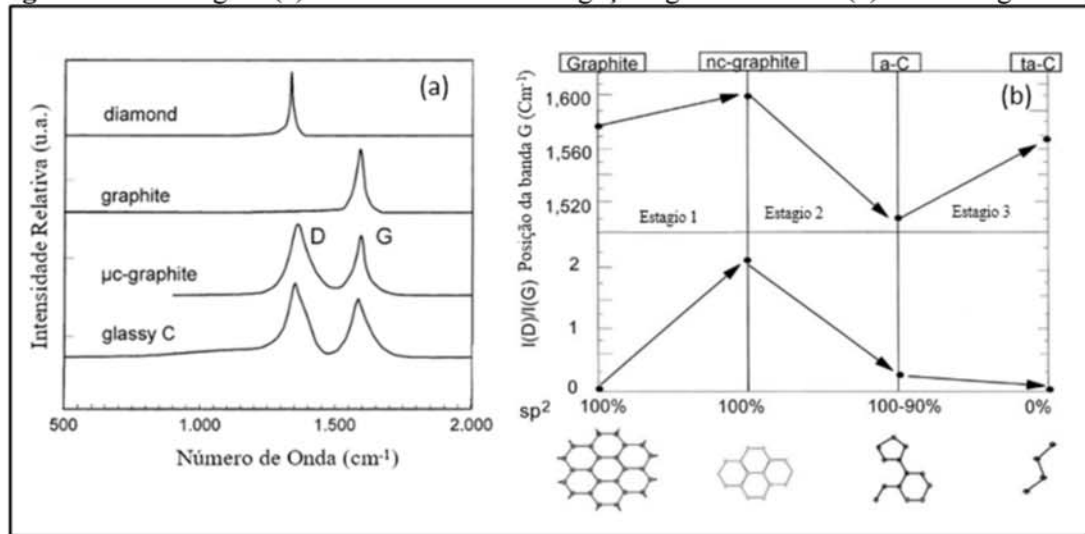 (a)
diamond
graphite
D
G
µc-graphite
glassy C
Intensidade Relativa (u.a.)
500
1.000
1.500
2.000
Número de Onda (cm⁻¹)
Graphite
nc-graphite
a-C
ta-C
(b)
1,600
1,560
1,520
Posição da banda G (Cm⁻¹)
Estagio 1
Estagio 2
Estagio 3
I(D)/I(G)
2
1
0
sp²
100%
100%
100-90%
0%